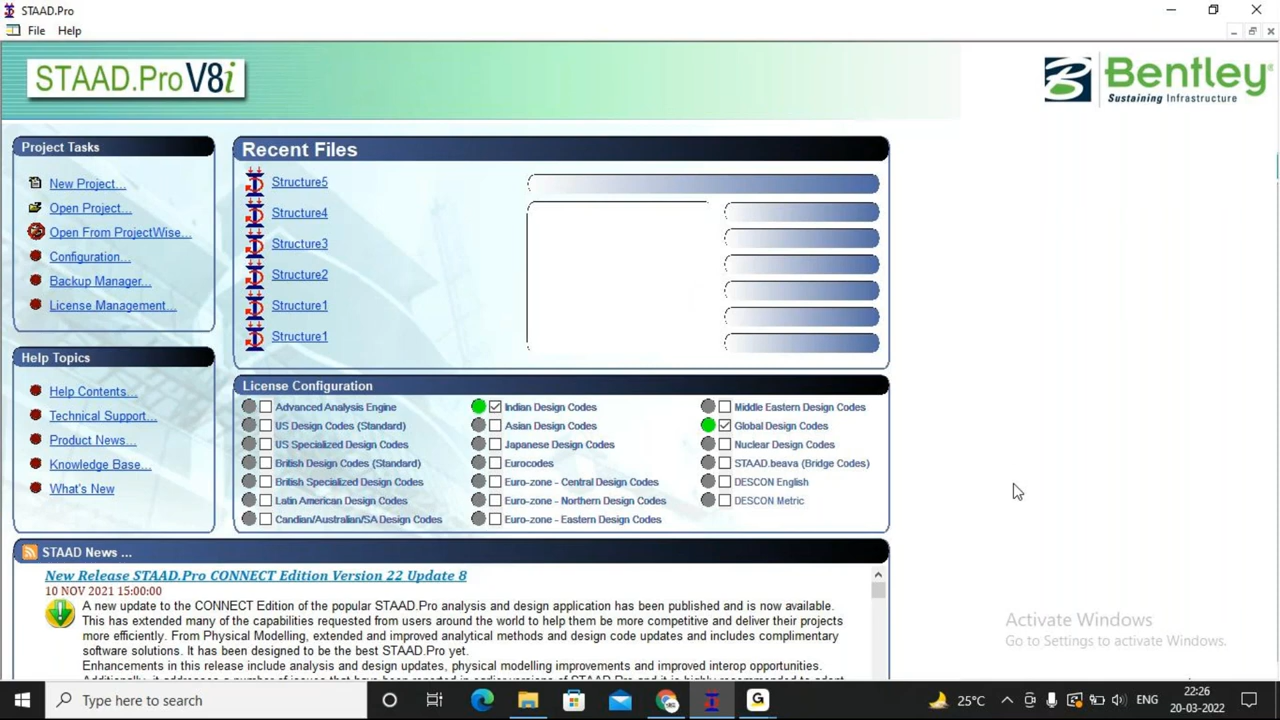 STAAD.Pro
File Help
STAAD.Pro V8i
Bentley
Sustaining Infrastructure
Project Tasks
New Project...
Open Project...
Open From ProjectWise...
Configuration...
Backup Manager...
License Management...
Recent Files
Structure5
Structure4
Structure3
Structure2
Structure1
Structure1
Help Topics
Help Contents...
Technical Support...
Product News...
Knowledge Base...
What's New
License Configuration
Advanced Analysis Engine
US Design Codes (Standard)
US Specialized Design Codes
British Design Codes (Standard)
British Specialized Design Codes
Latin American Design Codes
Candian/Australian/SA Design Codes
Indian Design Codes
Asian Design Codes
Japanese Design Codes
Eurocodes
Euro-zone - Central Design Codes
Euro-zone - Northern Design Codes
Euro-zone - Eastern Design Codes
Middle Eastern Design Codes
Global Design Codes
Nuclear Design Codes
STAAD.beava (Bridge Codes)
DESCON English
DESCON Metric
STAAD News ...
New Release STAAD.Pro CONNECT Edition Version 22 Update 8
10 NOV 2021 15:00:00
A new update to the CONNECT Edition of the popular STAAD.Pro analysis and design application has been published and is now available.
This has extended many of the capabilities requested from users around the world to help them be more competitive and deliver their projects
more efficiently. From Physical Modelling, extended and improved analytical methods and design code updates and includes complimentary
software solutions. It has been designed to be the best STAAD.Pro yet.
Enhancements in this release include analysis and design updates, physical modelling improvements and improved interop opportunities.
Activate Windows
Go to Settings to activate Windows.
Type here to search
25°C
ENG
22:26
20-03-2022